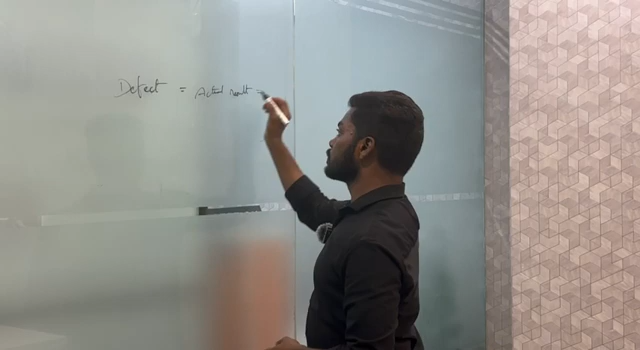 Defect = Actual result -